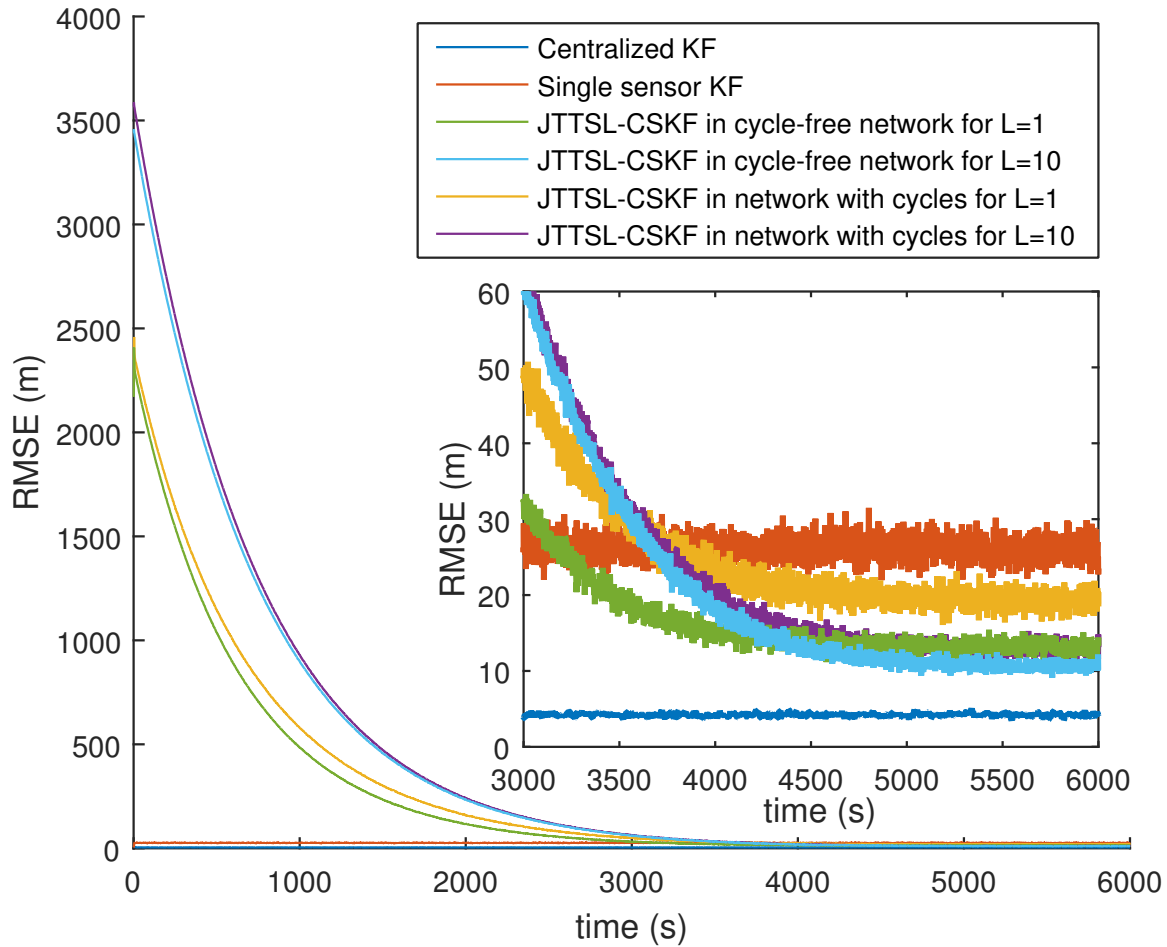 4000
3500
3000
2500
2000
1500
1000
500
0
RMSE (m)
0 1000 2000 3000 4000 5000 6000
time (s)
Centralized KF
Single sensor KF
JTTSL-CSKF in cycle-free network for L=1
JTTSL-CSKF in cycle-free network for L=10
JTTSL-CSKF in network with cycles for L=1
JTTSL-CSKF in network with cycles for L=10
60
50
40
30
20
10
0
RMSE (m)
3000 3500 4000 4500 5000 5500 6000
time (s)